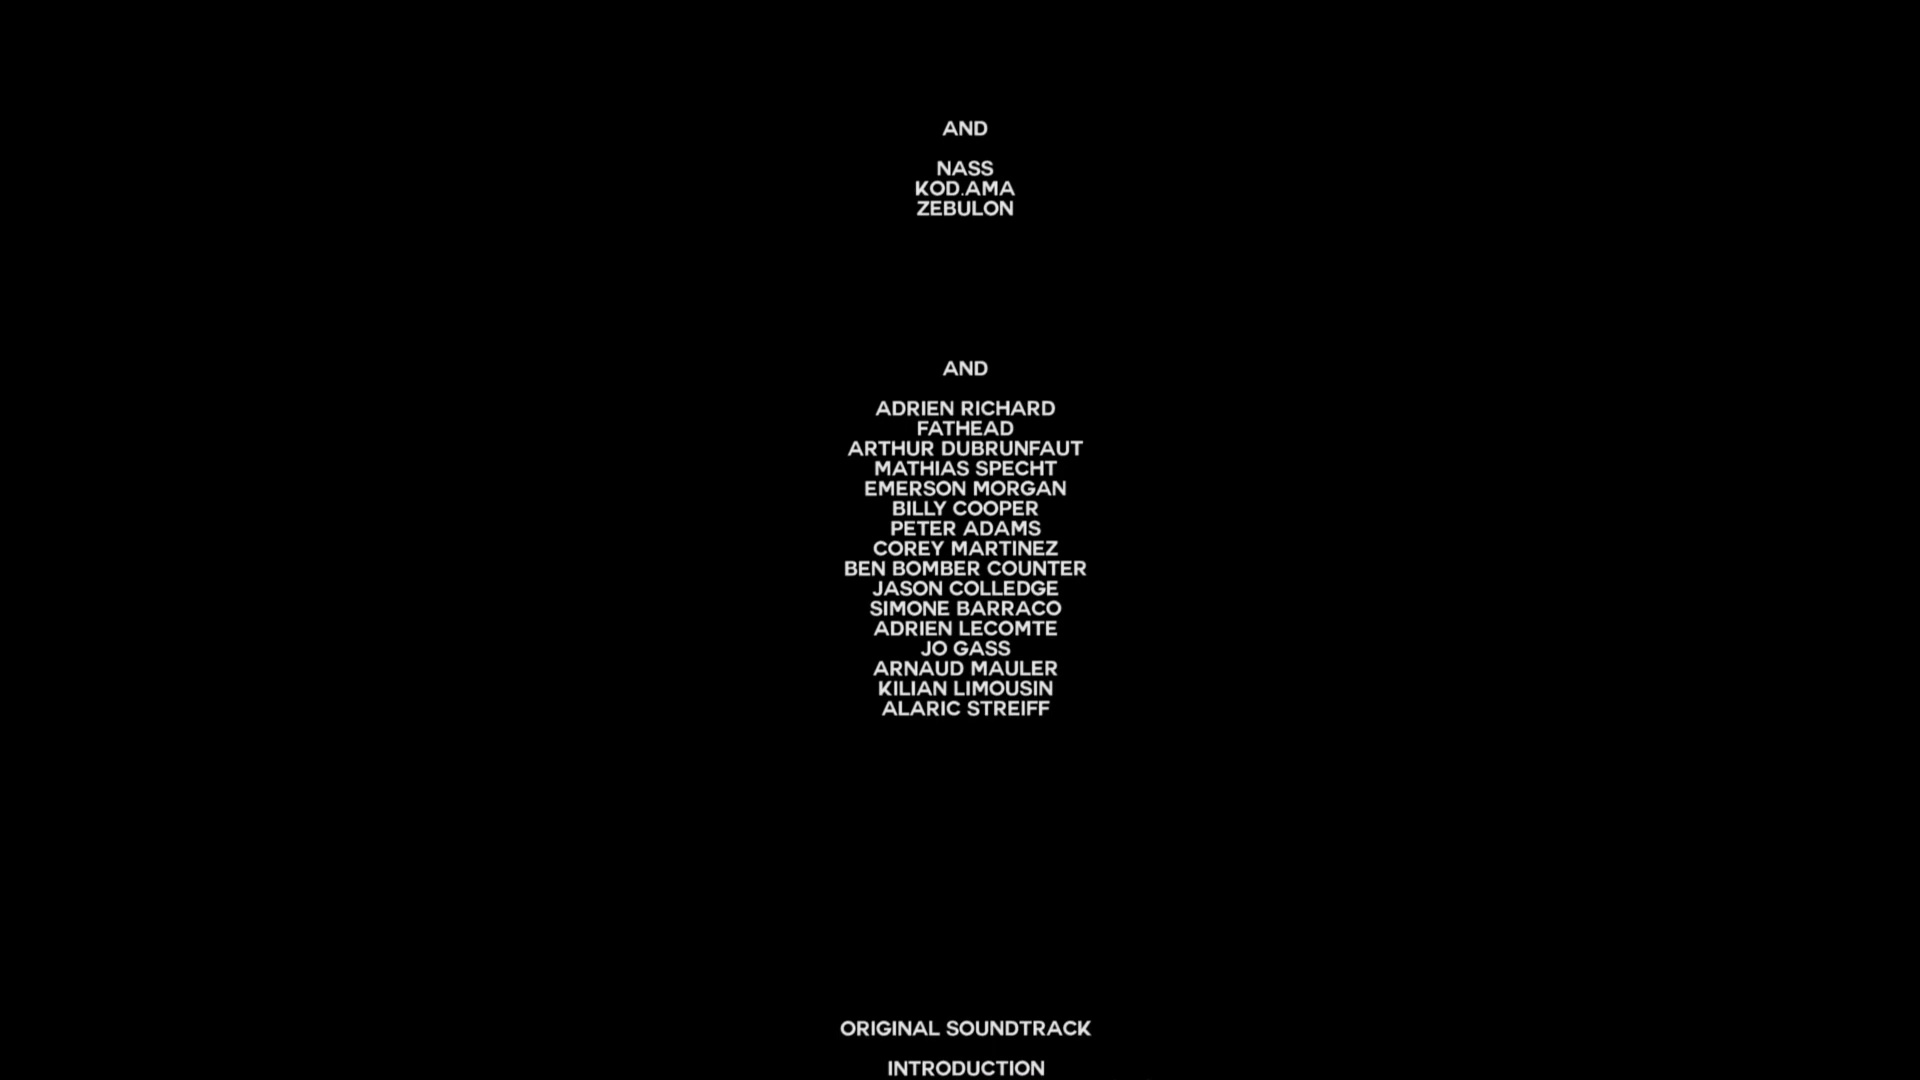 AND
NASS
KOD.AMA
ZEBULON
AND
ADRIEN RICHARD
FATHEAD
ARTHUR DUBRUNFAUT
MATHIAS SPECHT
EMERSON MORGAN
BILLY COOPER
PETER ADAMS
COREY MARTINEZ
BEN BOMBER COUNTER
JASON COLLEDGE
SIMONE BARRACO
ADRIEN LECOMTE
JO GASS
ARNAUD MAULER
KILIAN LIMOUSIN
ALARIC STREIFF
ORIGINAL SOUNDTRACK
INTRODUCTION